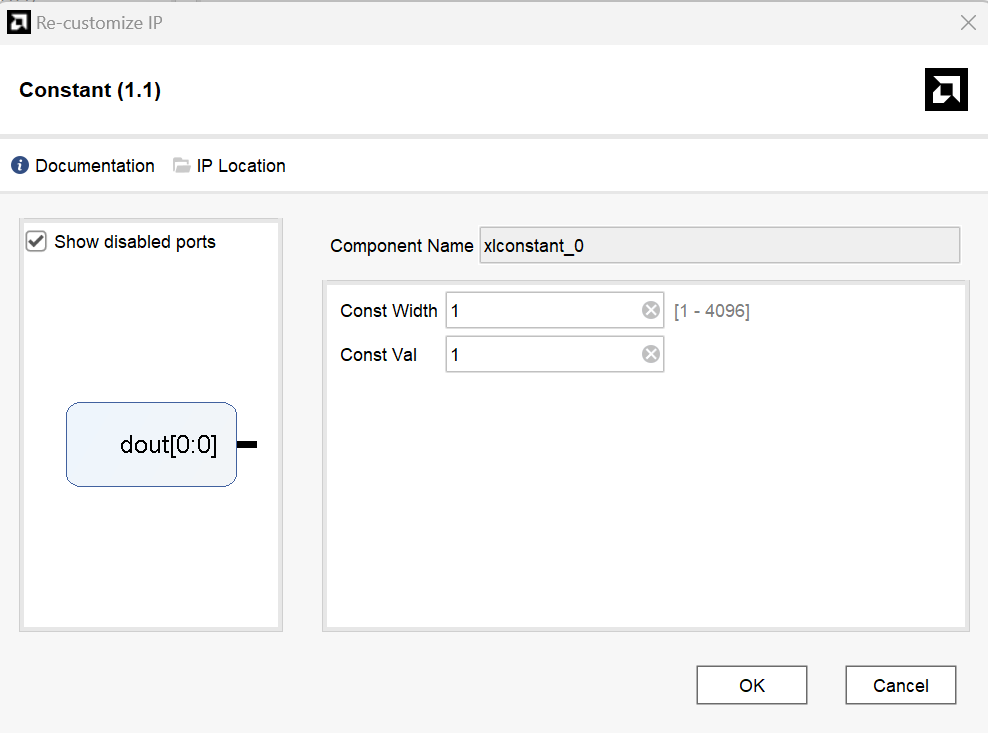 Re-customize IP
Constant (1.1)
Documentation IP Location
Show disabled ports
Component Name xlconstant_0
Const Width 1 [1 - 4096]
Const Val 1
dout[0:0]
OK Cancel